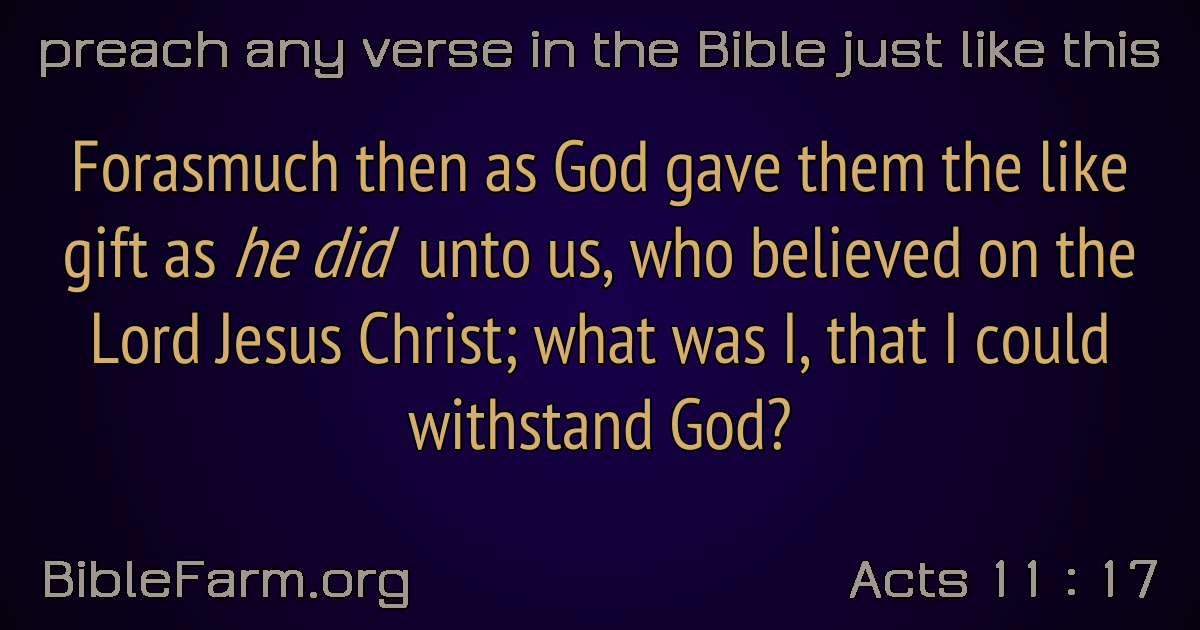 preach any verse in the Bible just like this
Forasmuch then as God gave them the like
gift as he did unto us, who believed on the
Lord Jesus Christ; what was I, that I could
withstand God?
BibleFarm.org
Acts 11 : 17